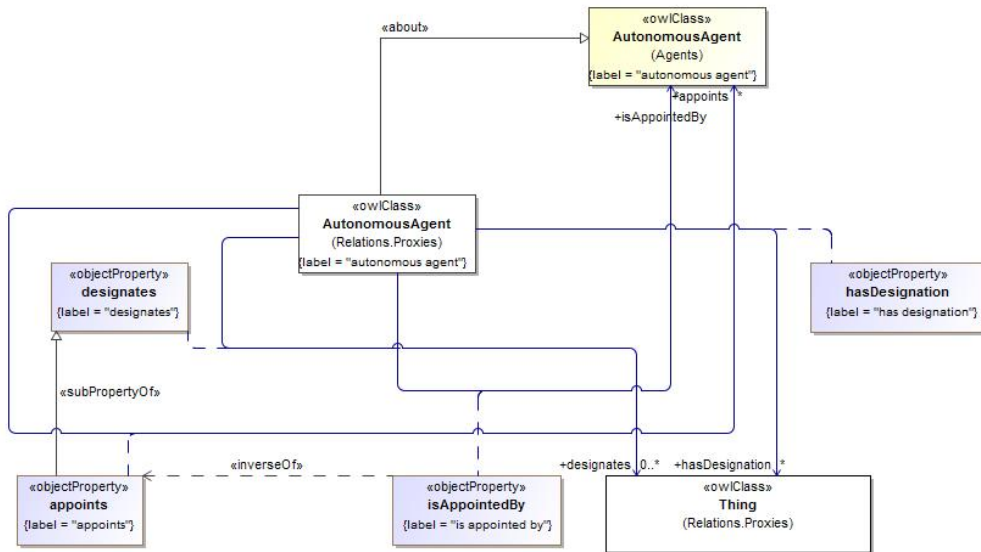 «about»
«owlClass»
AutonomousAgent
(Agents)
{label = "autonomous agent"}
+appoints *
+isAppointedBy
«owlClass»
AutonomousAgent
(Relations.Proxies)
{label = "autonomous agent"}
«objectProperty»
designates
{label = "designates"}
«objectProperty»
hasDesignation
{label = "has designation"}
«subPropertyOf»
«inverseOf»
+designates 0..* +hasDesignation *
«objectProperty»
appoints
{label = "appoints"}
«objectProperty»
isAppointedBy
{label = "is appointed by"}
«owlClass»
Thing
(Relations.Proxies)